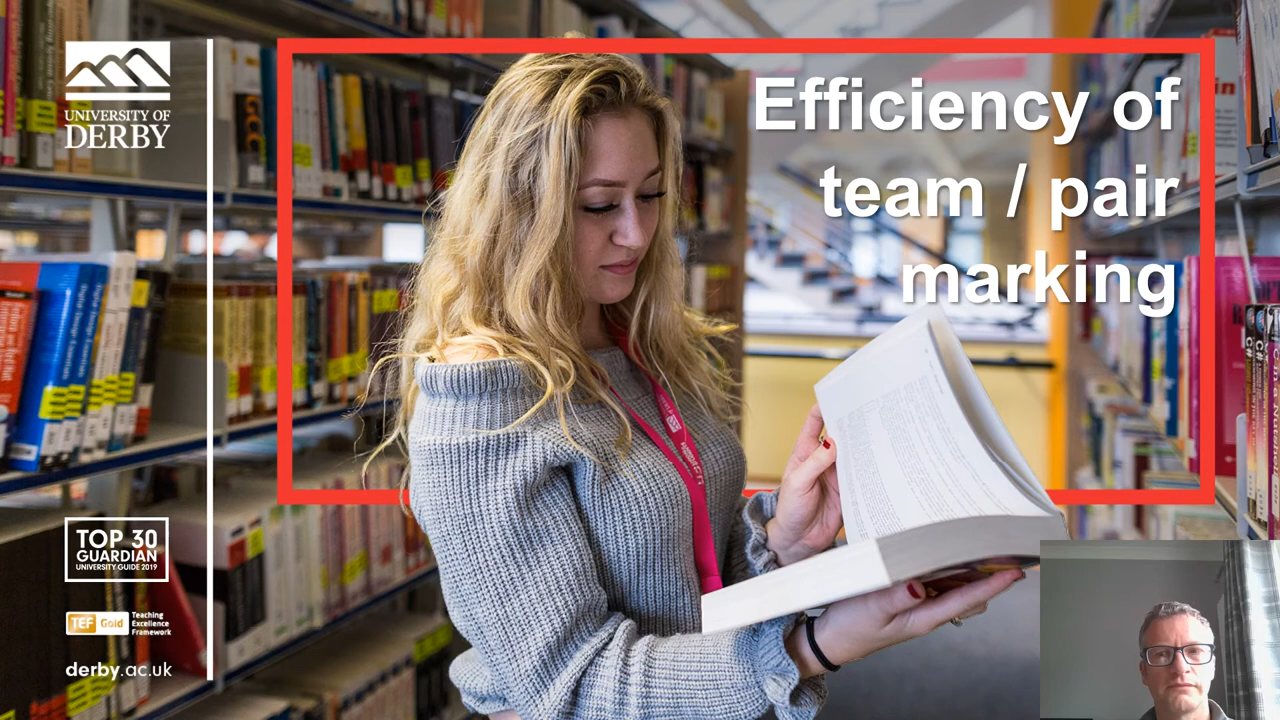 UNIVERSITY OF
DERBY
Efficiency of
team / pair
marking
TOP 30
GUARDIAN
UNIVERSITY GUIDE 2019
TEF Gold
Teaching
Excellence
Framework
derby.ac.uk